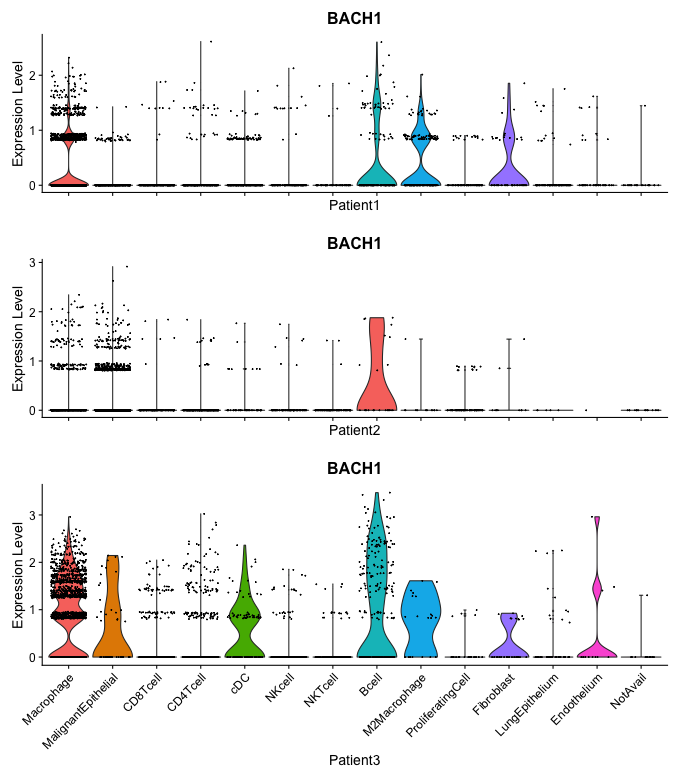 BACH1
Expression Level
2
1
0
Patient1
BACH1
Expression Level
3
2
1
0
Patient2
BACH1
Expression Level
3
2
1
0
Macrophage
MalignantEpithelial
CD8Tcell
CD4Tcell
cDC
NKcell
NKTcell
Bcell
M2Macrophage
ProliferatingCell
Fibroblast
LungEpithelium
Endothelium
NotAvail
Patient3